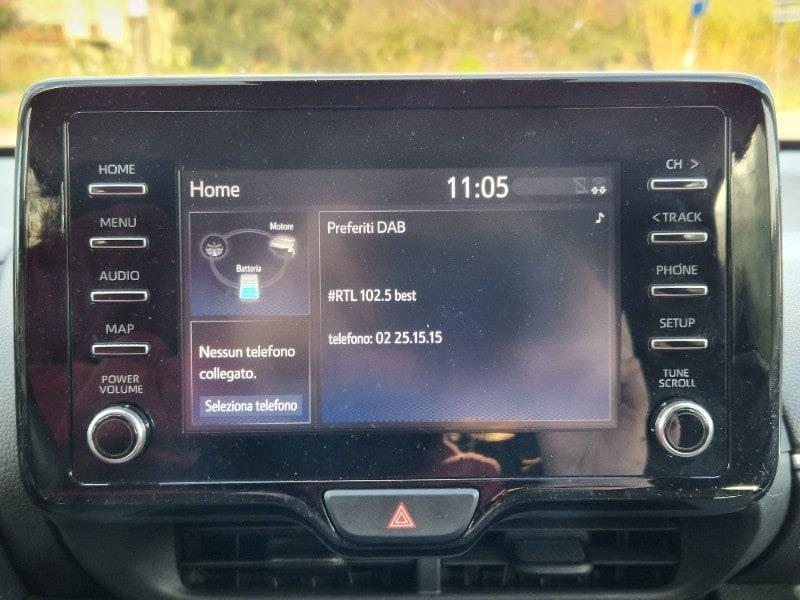 HOME
MENU
AUDIO
MAP
POWER
VOLUME
Home
11:05
Motore
Batteria
Nessun telefono
collegato.
Seleziona telefono
Preferiti DAB
#RTL 102.5 best
telefono: 02 25.15.15
CH >
< TRACK
PHONE
SETUP
TUNE
SCROLL